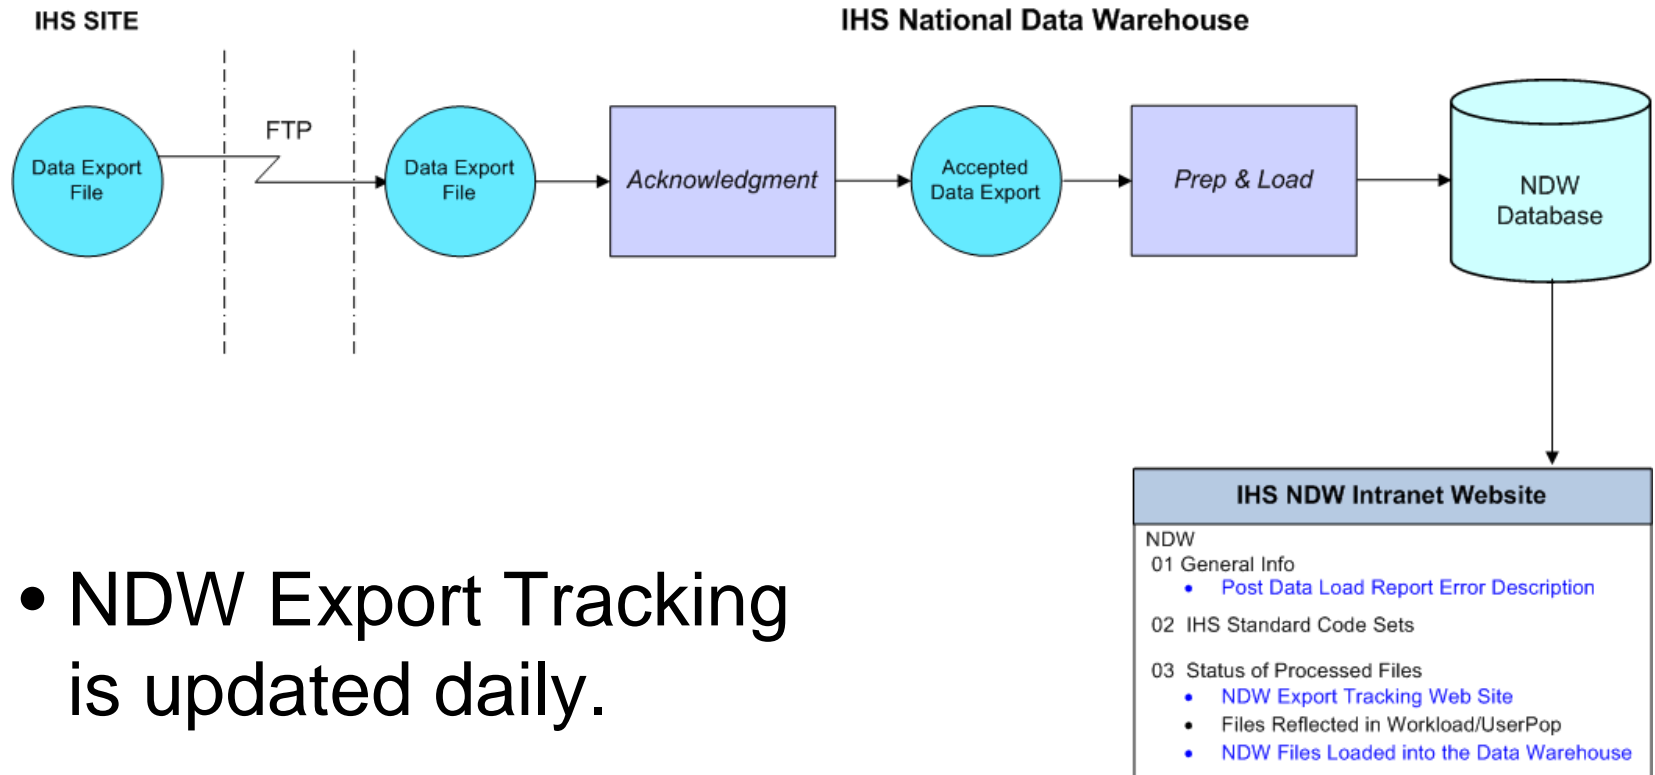 IHS SITE
IHS National Data Warehouse
Data Export
File
FTP
Data Export
File
Acknowledgment
Accepted
Data Export
Prep & Load
NDW
Database
• NDW Export Tracking
is updated daily.
IHS NDW Intranet Website
NDW
01 General Info
• Post Data Load Report Error Description
02 IHS Standard Code Sets
03 Status of Processed Files
• NDW Export Tracking Web Site
• Files Reflected in Workload/UserPop
• NDW Files Loaded into the Data Warehouse